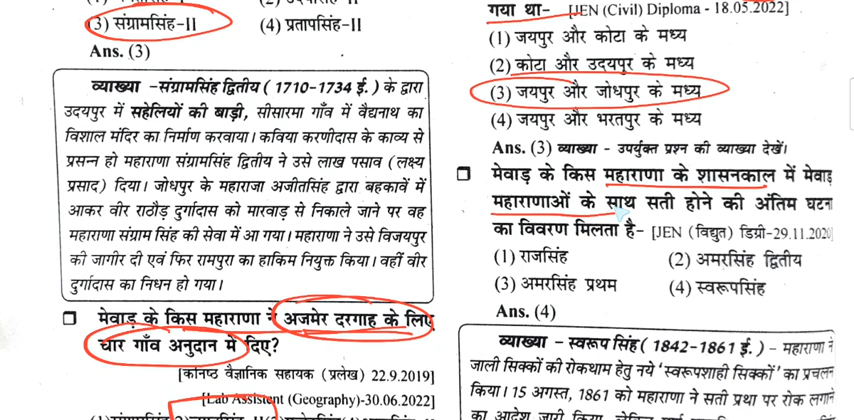 (3) संग्रामसिंह-II (4) प्रतापसिंह-II
Ans. (3)
व्याख्या -संग्रामसिंह द्वितीय ( 1710-1734 ई. ) के द्वारा
उदयपुर में सहेलियों की बाड़ी, सीसारमा गाँव में वैद्यनाथ का
विशाल मंदिर का निर्माण करवाया। कविया करणीदास के काव्य से
प्रसन्न हो महाराणा संग्रामसिंह द्वितीय ने उसे लाख पसाव (लक्ष्य
प्रसाद) दिया। जोधपुर के महाराजा अजीतसिंह द्वारा बहकावें में
आकर वीर राठौड़ दुर्गादास को मारवाड़ से निकाले जाने पर वह
महाराणा संग्राम सिंह की सेवा में आ गया। महाराणा ने उसे विजयपुर
की जागीर दी एवं फिर रामपुरा का हाकिम नियुक्त किया। वहीं वीर
दुर्गादास का निधन हो गया।
मेवाड़ के किस महाराणा ने अजमेर दरगाह के लिए
चार गाँव अनुदान में दिए?
[कनिष्ठ वैज्ञानिक सहायक (प्रलेख) 22.9.2019]
[Lab Assistent (Geography)-30.06.2022]
गया था- [JEN (Civil) Diploma - 18.05.2022]
(1) जयपुर और कोटा के मध्य
(2) कोटा और उदयपुर के मध्य
(3) जयपुर और जोधपुर के मध्य
(4) जयपुर और भरतपुर के मध्य
Ans. (3) व्याख्या - उपर्युक्त प्रश्न की व्याख्या देखें।
मेवाड़ के किस महाराणा के शासनकाल में मेवाड़
महाराणाओं के साथ सती होने की अंतिम घटना
का विवरण मिलता है- [JEN (विद्युत) डिग्री-29.11.2020
(1) राजसिंह (2) अमरसिंह द्वितीय
(3) अमरसिंह प्रथम (4) स्वरूपसिंह
Ans. (4)
व्याख्या - स्वरूप सिंह ( 1842-1861 ई. ) - महाराणा ने
जाली सिक्कों की रोकथाम हेतु नये 'स्वरूपशाही सिक्कों' का प्रचलन
किया। 15 अगस्त, 1861 को महाराणा ने सती प्रथा पर रोक लगाने
का आदेश जारी किया